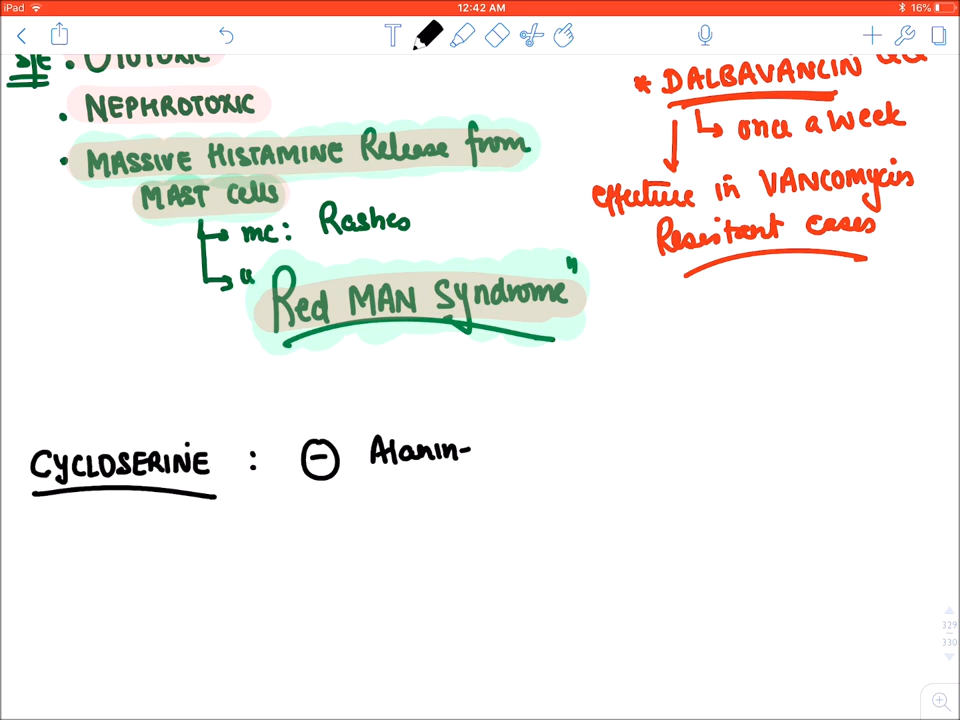 iPad 12:42 AM 16%
T
S/E • OTOTOXIC
• NEPHROTOXIC
• MASSIVE HISTAMINE Release from
MAST Cells
mc: Rashes
"Red MAN Syndrome"
* DALBAVANCIN
once a week
effective in VANCOMYCIN
Resistant cases
CYCLOSERINE : ⊖ Alanin-
329
330